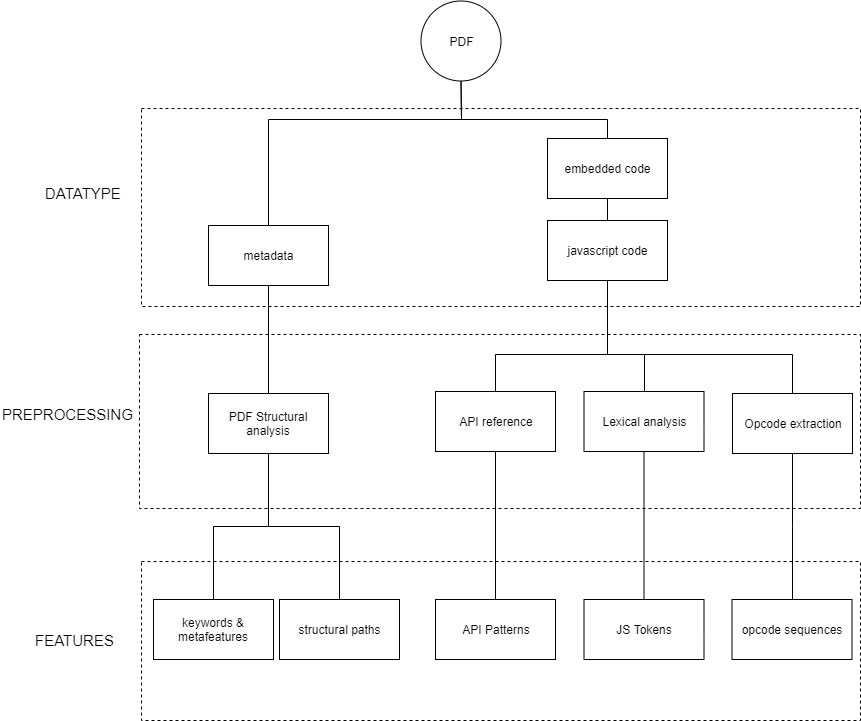 PDF
DATATYPE
embedded code
javascript code
metadata
PREPROCESSING
PDF Structural
analysis
API reference
Lexical analysis
Opcode extraction
FEATURES
keywords &
metafeatures
structural paths
API Patterns
JS Tokens
opcode sequences